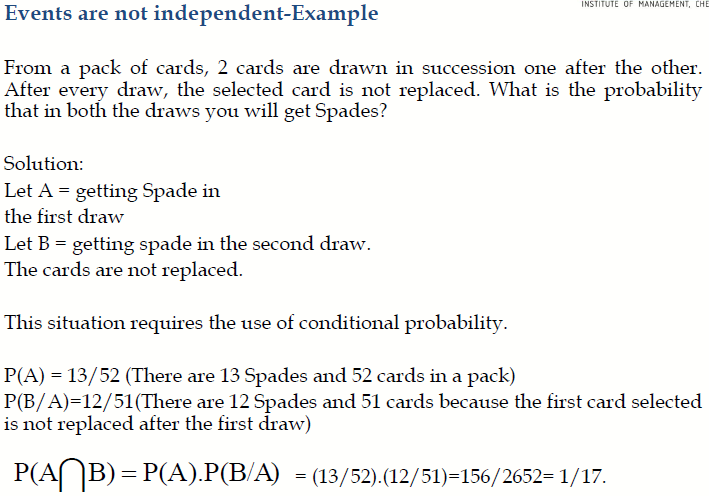 INSTITUTE OF MANAGEMENT, CHE
Events are not independent-Example
From a pack of cards, 2 cards are drawn in succession one after the other.
After every draw, the selected card is not replaced. What is the probability
that in both the draws you will get Spades?
Solution:
Let A = getting Spade in
the first draw
Let B = getting spade in the second draw.
The cards are not replaced.
This situation requires the use of conditional probability.
P(A) = 13/52 (There are 13 Spades and 52 cards in a pack)
P(B/A)=12/51(There are 12 Spades and 51 cards because the first card selected
is not replaced after the first draw)
P(A⋂B) = P(A).P(B/A) = (13/52).(12/51)=156/2652= 1/17.